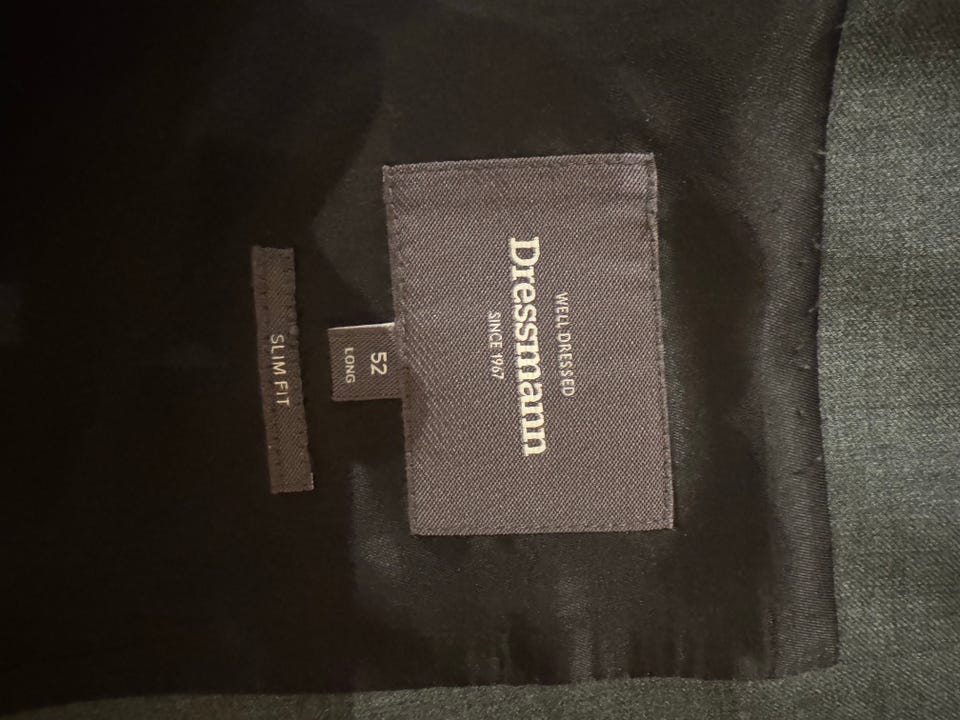 WELL DRESSED
Dressmann
SINCE 1967
52
LONG
SLIM FIT